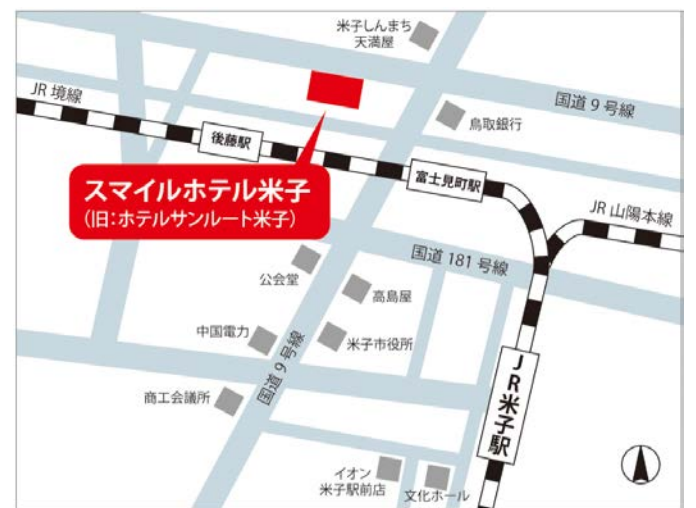 米子しんまち
天満屋
JR 境線
国道 9 号線
鳥取銀行
後藤駅
富士見町駅
スマイルホテル米子
(旧:ホテルサンルート米子)
JR 山陽本線
国道 181 号線
公会堂
高島屋
中国電力
米子市役所
国道 9 号線
JR米子駅
商工会議所
イオン
米子駅前店
文化ホール